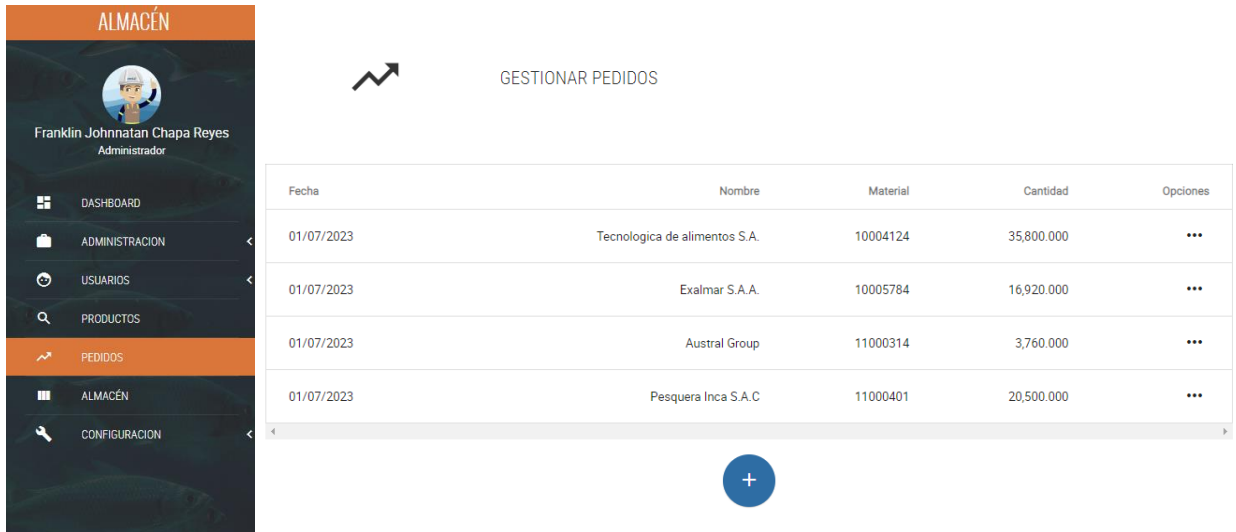 ALMACÉN
Franklin Johnnatan Chapa Reyes
Administrador
DASHBOARD
ADMINISTRACION
USUARIOS
PRODUCTOS
PEDIDOS
ALMACÉN
CONFIGURACION
GESTIONAR PEDIDOS
Fecha Nombre Material Cantidad Opciones
01/07/2023 Tecnologica de alimentos S.A. 10004124 35,800.000
01/07/2023 Exalmar S.A.A. 10005784 16,920.000
01/07/2023 Austral Group 11000314 3,760.000
01/07/2023 Pesquera Inca S.A.C 11000401 20,500.000